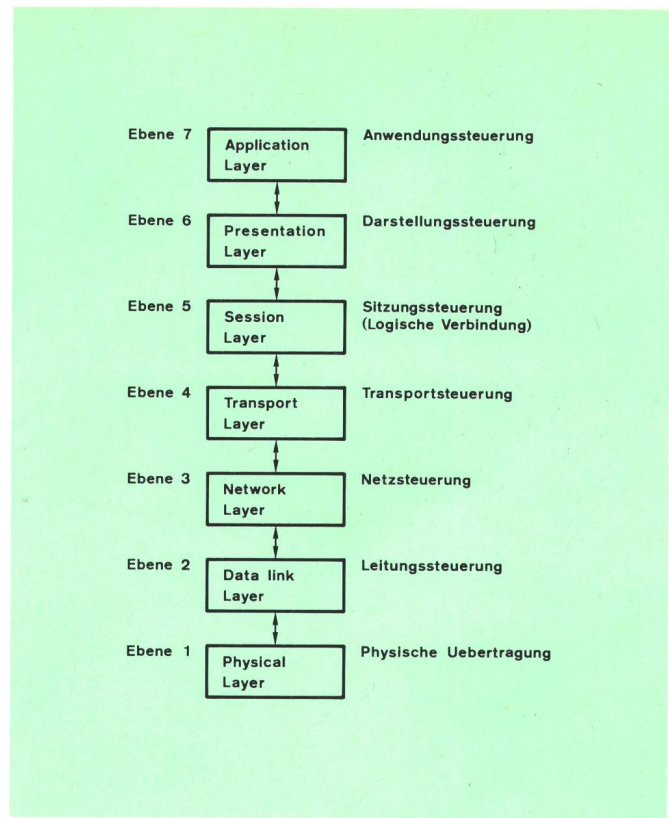 Ebene 7
Application
Layer
Anwendungssteuerung
Ebene 6
Presentation
Layer
Darstellungssteuerung
Ebene 5
Session
Layer
Sitzungssteuerung
(Logische Verbindung)
Ebene 4
Transport
Layer
Transportsteuerung
Ebene 3
Network
Layer
Netzsteuerung
Ebene 2
Data link
Layer
Leitungssteuerung
Ebene 1
Physical
Layer
Physische Uebertragung